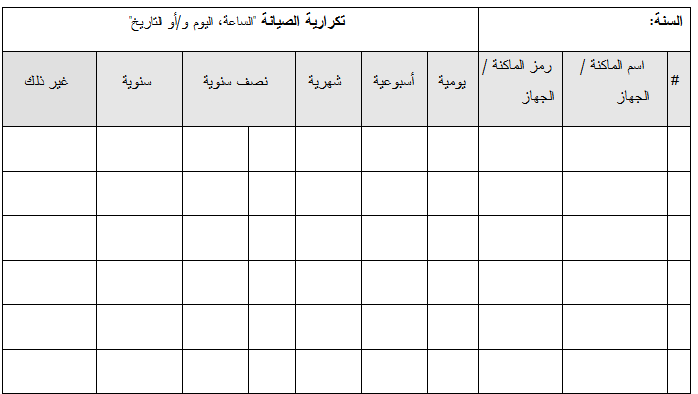 السنة:
تكرارية الصيانة "الساعة، اليوم و/أو التاريخ"
#
اسم الماكنة /
الجهاز
رمز الماكنة /
الجهاز
يومية
أسبوعية
شهرية
نصف سنوية
سنوية
غير ذلك